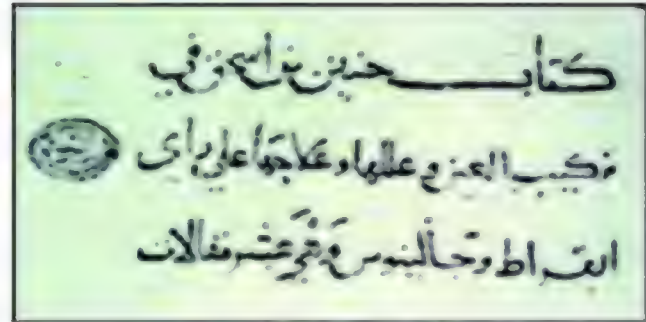 كتاب حنين بن اسحق في
تركيب العين وعللها وعلاجها على راي
ابقراط وجالينوس وهي عشر مقالات